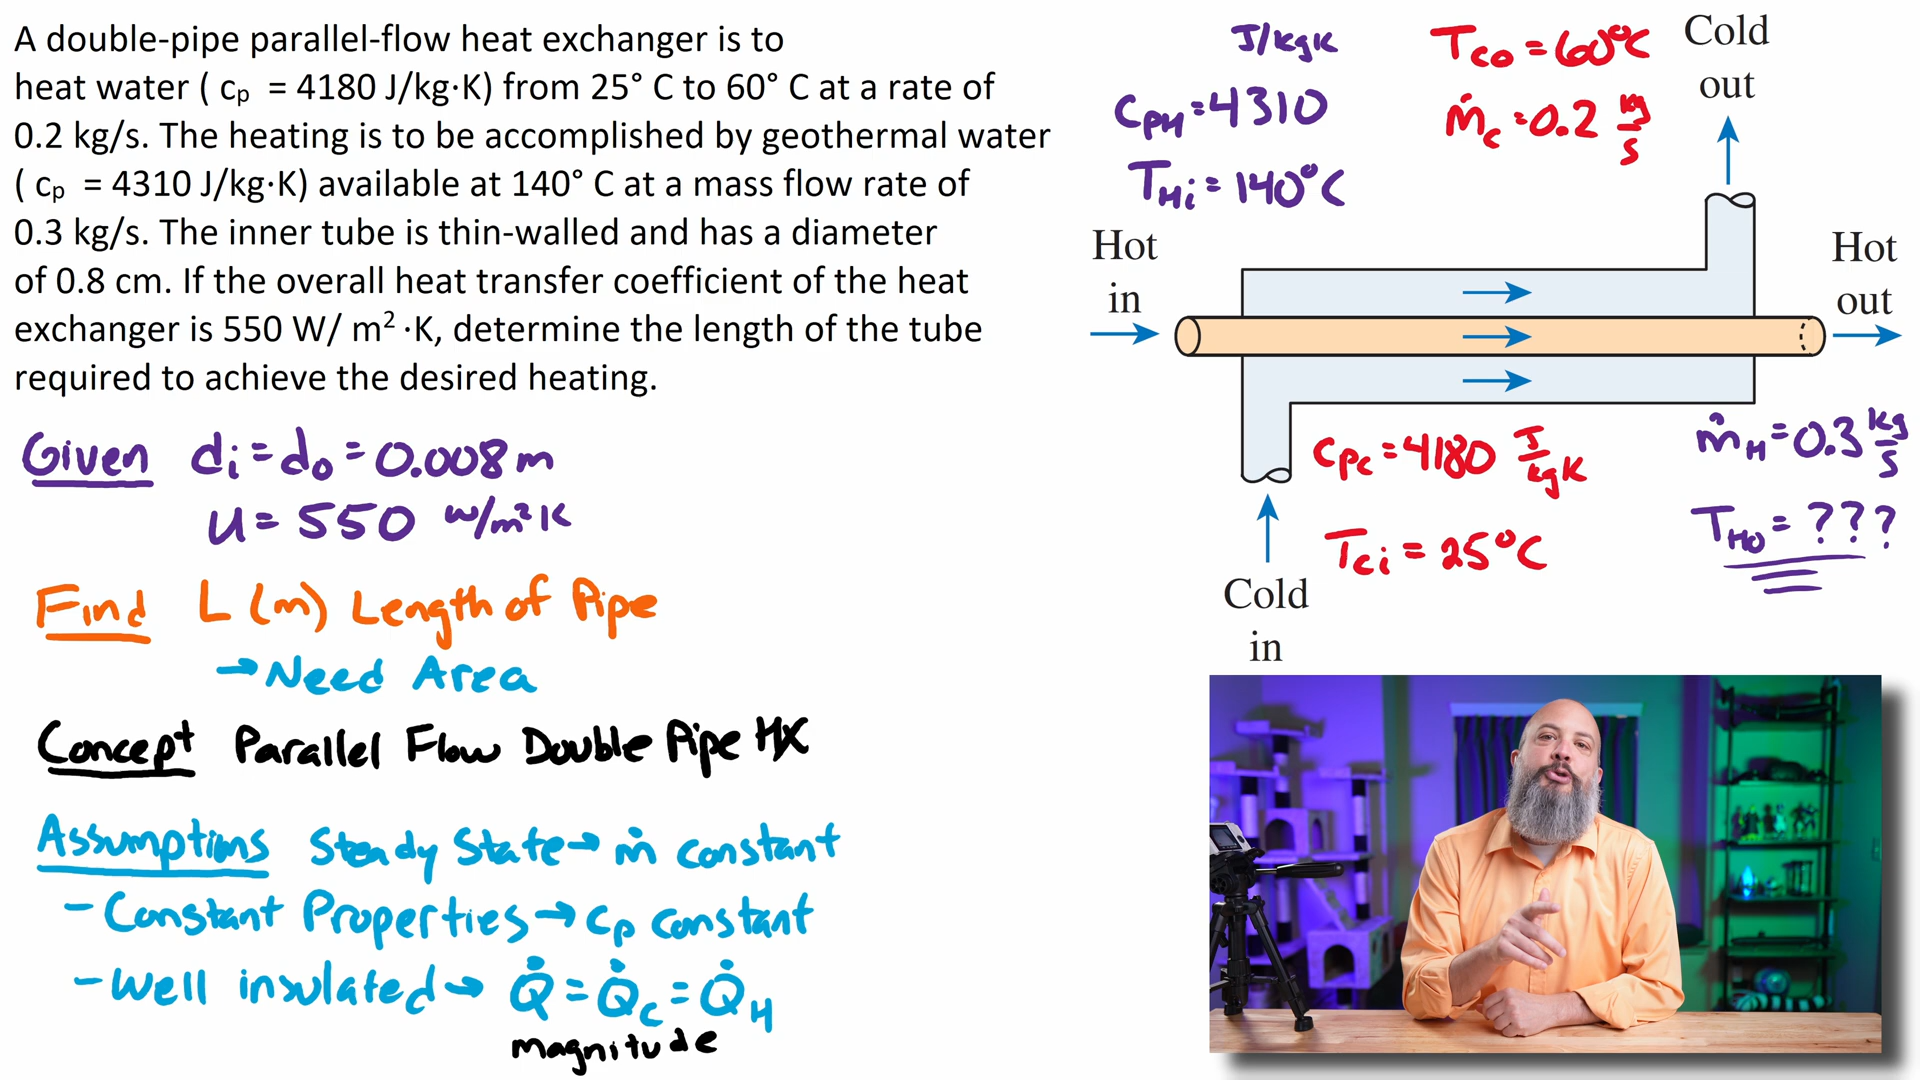 A double-pipe parallel-flow heat exchanger is to
heat water ( cp = 4180 J/kg·K) from 25° C to 60° C at a rate of
0.2 kg/s. The heating is to be accomplished by geothermal water
( cp = 4310 J/kg·K) available at 140° C at a mass flow rate of
0.3 kg/s. The inner tube is thin-walled and has a diameter
of 0.8 cm. If the overall heat transfer coefficient of the heat
exchanger is 550 W/ m² ·K, determine the length of the tube
required to achieve the desired heating.
Given di = do = 0.008 m
U = 550 W/m²K
Find L (m) Length of Pipe
→ Need Area
Concept Parallel Flow Double Pipe HX
Assumptions Steady State → ṁ constant
- Constant Properties → Cp constant
- Well insulated → Q̇ = Q̇c = Q̇H
magnitude
J/kgK
CPH = 4310
THi = 140°C
TCO = 60°C
ṁc = 0.2 kg/s
Cold
out
Hot
in
Hot
out
CPC = 4180 J/kgK
TCi = 25°C
ṁH = 0.3 kg/s
THO = ???
Cold
in